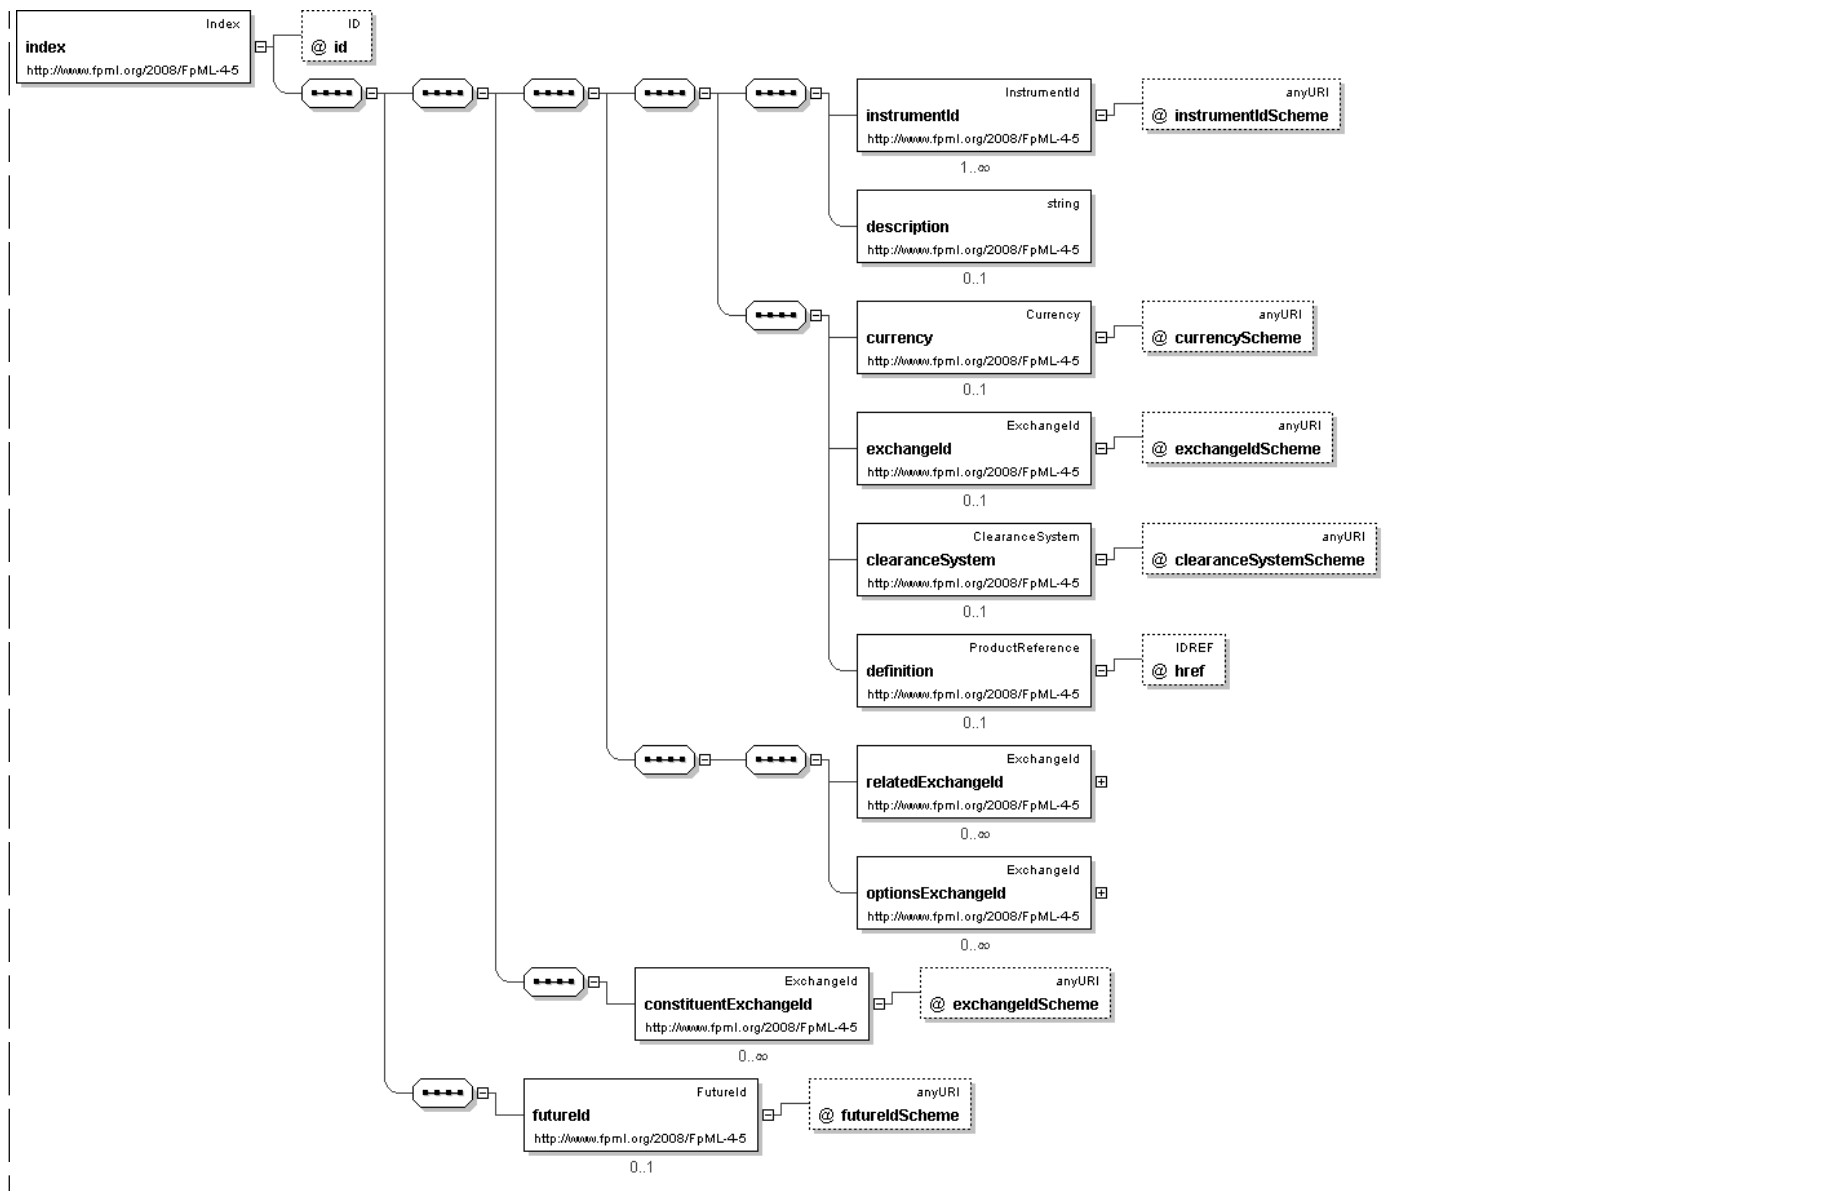 Index
index
http://www.fpml.org/2008/FpML-4-5
ID
@ id
InstrumentId
instrumentId
http://www.fpml.org/2008/FpML-4-5
1..∞
anyURI
@ instrumentIdScheme
string
description
http://www.fpml.org/2008/FpML-4-5
0..1
Currency
currency
http://www.fpml.org/2008/FpML-4-5
0..1
anyURI
@ currencyScheme
ExchangeId
exchangeId
http://www.fpml.org/2008/FpML-4-5
0..1
anyURI
@ exchangeIdScheme
ClearanceSystem
clearanceSystem
http://www.fpml.org/2008/FpML-4-5
0..1
anyURI
@ clearanceSystemScheme
ProductReference
definition
http://www.fpml.org/2008/FpML-4-5
0..1
IDREF
@ href
ExchangeId
relatedExchangeId
http://www.fpml.org/2008/FpML-4-5
0..∞
ExchangeId
optionsExchangeId
http://www.fpml.org/2008/FpML-4-5
0..∞
ExchangeId
constituentExchangeId
http://www.fpml.org/2008/FpML-4-5
0..∞
anyURI
@ exchangeIdScheme
FutureId
futureId
http://www.fpml.org/2008/FpML-4-5
0..1
anyURI
@ futureIdScheme